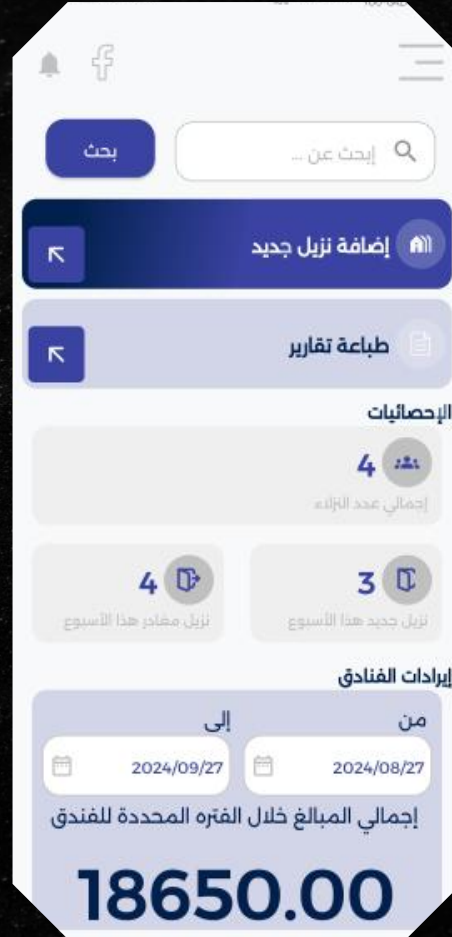 إبحث عن ...
بحث
إضافة نزيل جديد
طباعة تقارير
الإحصائيات
4
إجمالي عدد النزلاء
3
نزيل جديد هذا الأسبوع
4
نزيل مغادر هذا الأسبوع
إيرادات الفنادق
من
إلى
2024/08/27
2024/09/27
إجمالي المبالغ خلال الفتره المحددة للفندق
18650.00